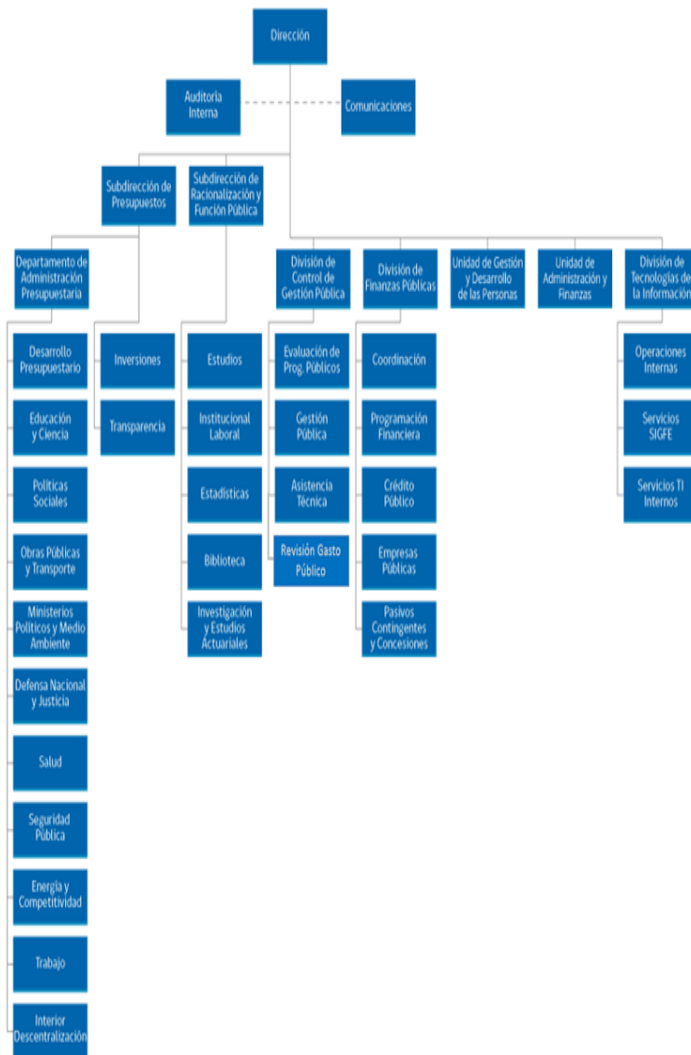 Dirección
Auditoría
Interna
Comunicaciones
Subdirección de
Presupuestos
Subdirección de
Racionalización y
Función Pública
Departamento de
Administración
Presupuestaria
División de
Control de
Gestión Pública
División de
Finanzas Públicas
Unidad de Gestión
y Desarrollo
de las Personas
Unidad de
Administración y
Finanzas
División de
Tecnologías de
la Información
Desarrollo
Presupuestario
Educación
y Ciencia
Políticas
Sociales
Obras Públicas
y Transporte
Ministerios
Políticos y Medio
Ambiente
Defensa Nacional
y Justicia
Salud
Seguridad
Pública
Energía y
Competitividad
Trabajo
Interior
Descentralización
Inversiones
Transparencia
Estudios
Institucional
Laboral
Estadísticas
Biblioteca
Investigación
y Estudios
Actuariales
Evaluación de
Prog. Públicos
Gestión
Pública
Asistencia
Técnica
Revisión Gasto
Público
Coordinación
Programación
Financiera
Crédito
Público
Empresas
Públicas
Pasivos
Contingentes
y Concesiones
Operaciones
Internas
Servicios
SIGFE
Servicios TI
Internos